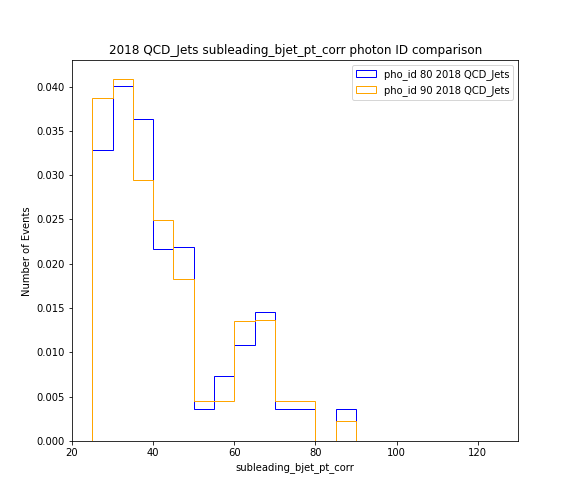 2018 QCD_Jets subleading_bjet_pt_corr photon ID comparison
pho_id 80 2018 QCD_Jets
pho_id 90 2018 QCD_Jets
Number of Events
0.040
0.035
0.030
0.025
0.020
0.015
0.010
0.005
0.000
20 40 60 80 100 120
subleading_bjet_pt_corr